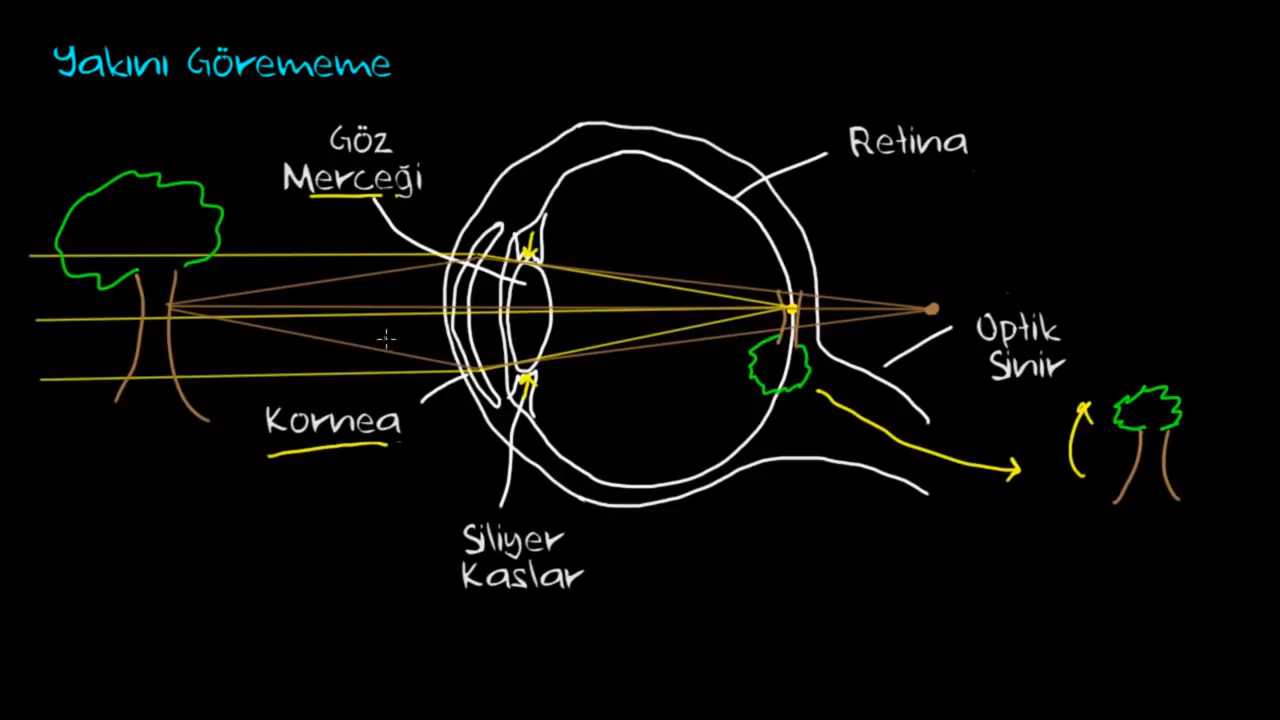 Yakını Görememe
Göz
Merceği
Retina
Optik
Sinir
Kornea
Siliyer
Kaslar